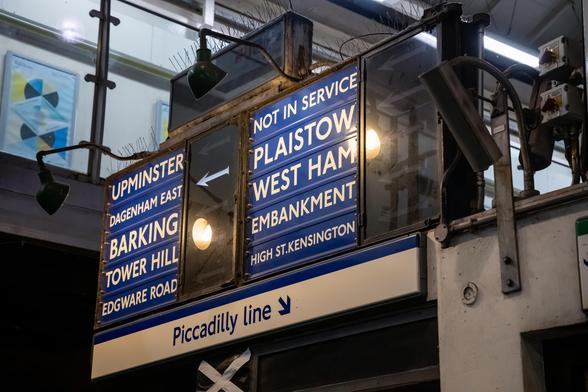 UPMINSTER
DAGENHAM EAST
BARKING
TOWER HILL
EDGWARE ROAD
NOT IN SERVICE
PLAISTOW
WEST HAM
EMBANKMENT
HIGH ST. KENSINGTON
Piccadilly line